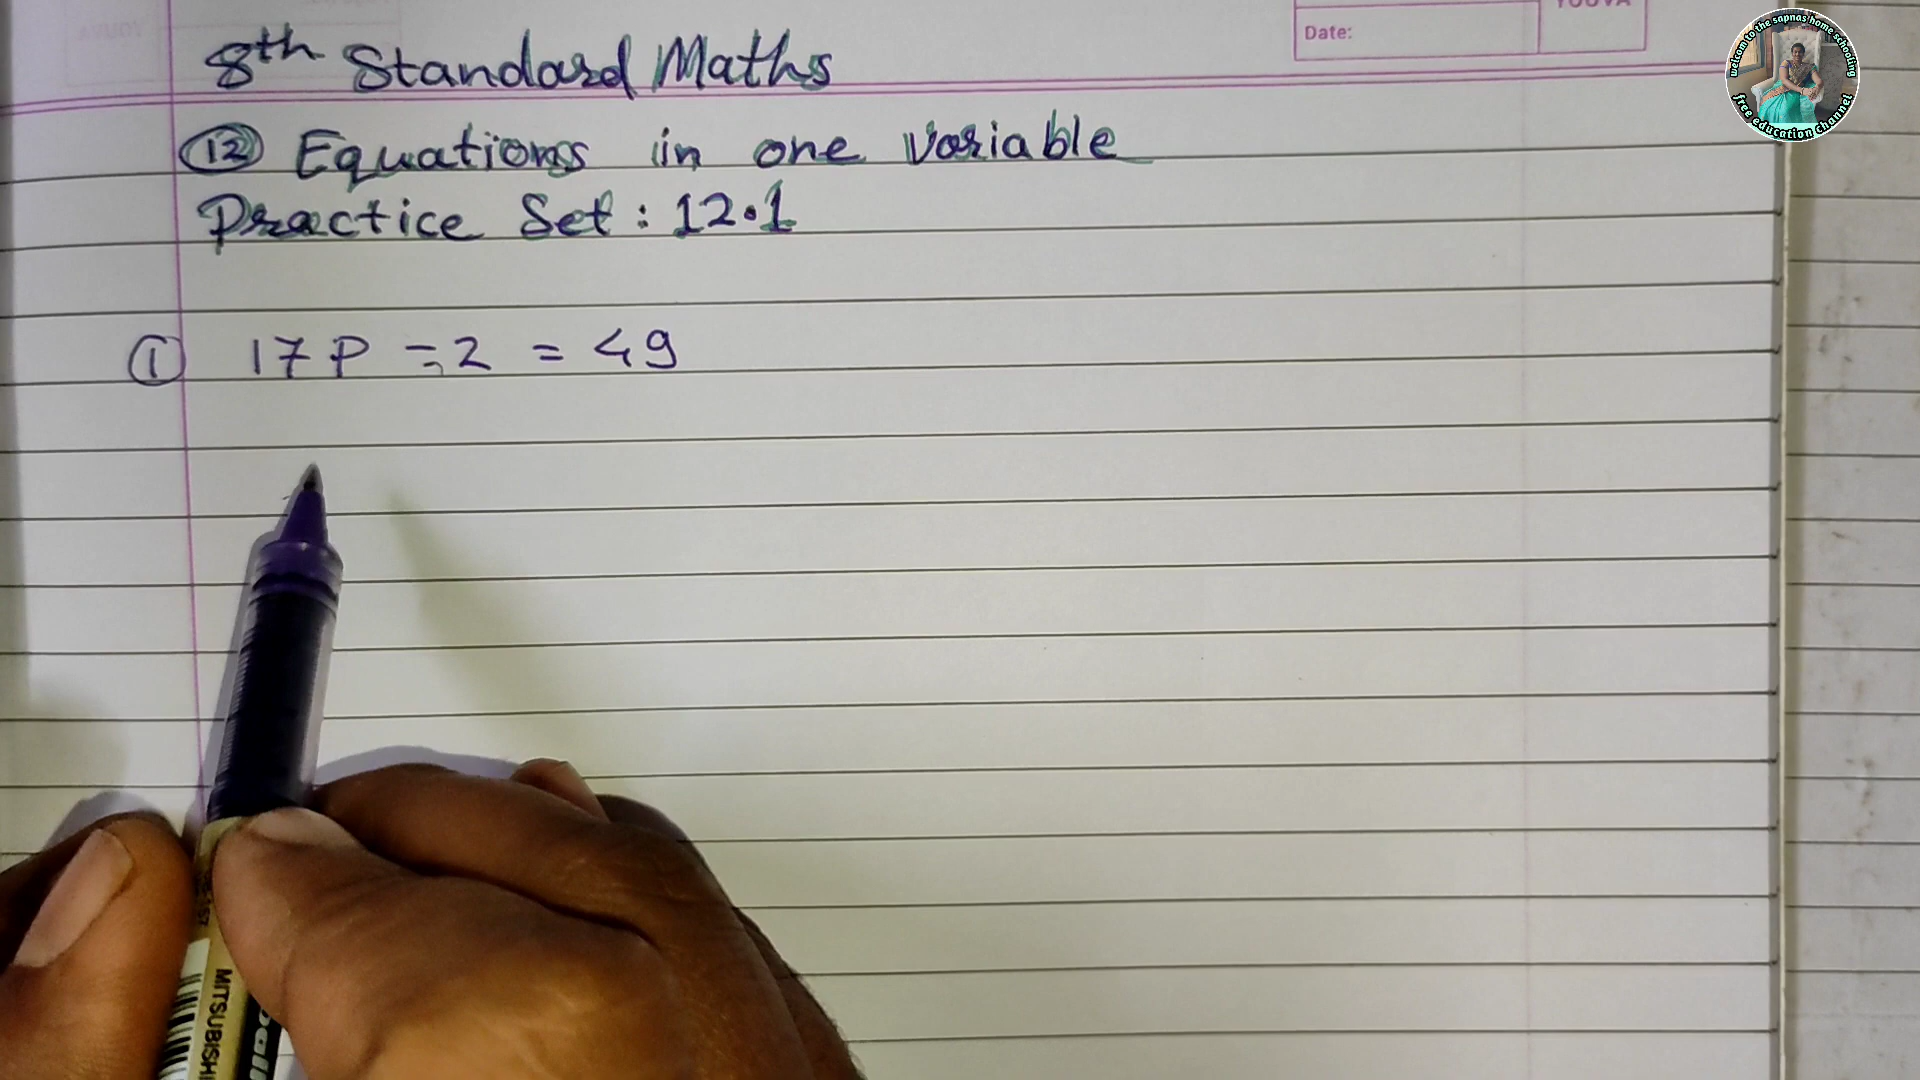 YOUVA
Date:
8th Standard Maths
12 Equations in one variable
Practice Set : 12.1
① 17P - 2 = 49
welcom to the sapnas home schooling
free education channel
MITSUBISHI